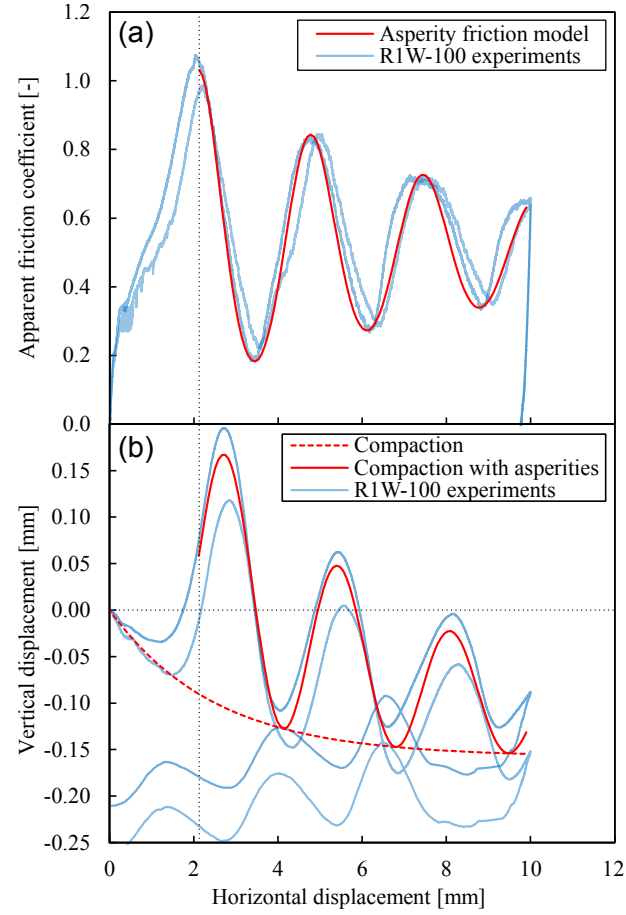 (a)
Asperity friction model
R1W-100 experiments
Apparent friction coefficient [-]
1.2
1.0
0.8
0.6
0.4
0.2
0.0
(b)
Compaction
Compaction with asperities
R1W-100 experiments
Vertical displacement [mm]
0.15
0.10
0.05
0.00
-0.05
-0.10
-0.15
-0.20
-0.25
0 2 4 6 8 10 12
Horizontal displacement [mm]